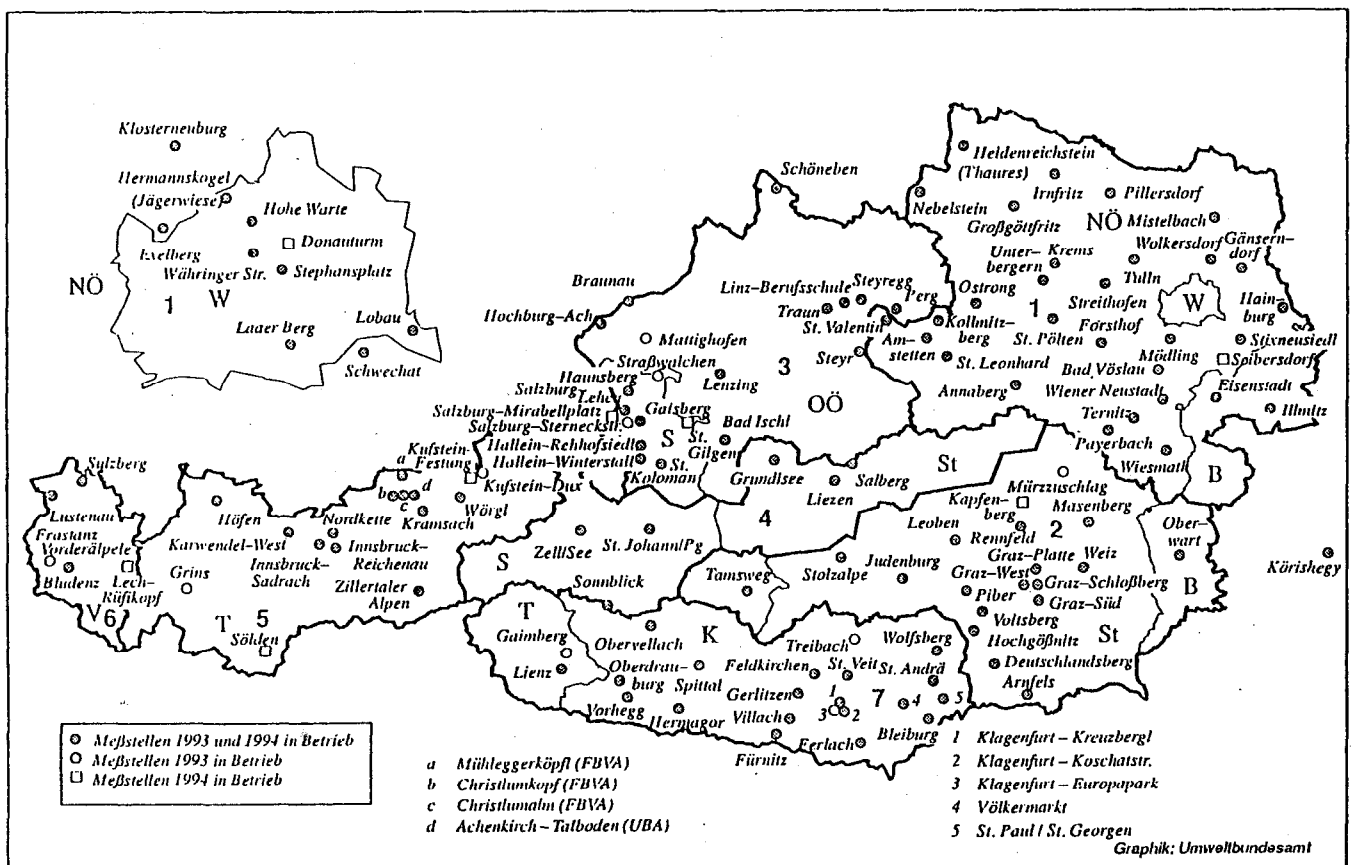 Klosterneuburg
Hermannskogel
(Jägerwiese)
Hohe Warte
Donauturm
Exelberg
Währinger Str.
Stephansplatz
NÖ
1 W
Laaer Berg
Lobau
Schwechat
Schöneben
Heldenreichstein
(Thaures)
Irnfritz
Pillersdorf
Nebelstein
Großgöttfritz
NÖ
Mistelbach
Wolkersdorf
Gänsern-
dorf
Unter-
bergern
Krems
Tulln
Ostrong
1
Streithofen
W
Hain-
burg
Braunau
Linz-Berufsschule
Steyregg
Perg
Traun
St. Valentin
Kollmitz-
berg
St. Pölten
Forsthof
Hochburg-Ach
Mattighofen
Am-
stetten
St. Leonhard
Mödling
Stixneusiedl
Straßwalchen
3
Steyr
Bad Vöslau
Seibersdorf
Haunsberg
Lenzing
Annaberg
Wiener Neustadt
Eisenstadt
Salzburg
Lehen
OÖ
Illmitz
Salzburg-Mirabellplatz
Gaisberg
Ternitz
Salzburg-Sterneckstr.
S
St.
Gilgen
Bad Ischl
Payerbach
Hallein-Rehhofsiedl
Wiesmath
Hallein-Winterstall
St.
Koloman
Grundlsee
Salberg
St
B
Liezen
Mürzzuschlag
Sulzberg
Kufstein-
Festung
a
b
d
c
Kufstein-Dux
Lustenau
Höfen
Nordkette
Kramsach
Wörgl
4
Kapfen-
berg
Masenberg
2
Leoben
Ober-
wart
Frastanz
Vorderälpele
Karwendel-West
Innsbruck-
Reichenau
Zell/See
St. Johann/Pg
Rennfeld
Graz-Platte
Weiz
Körishegy
Bludenz
Lech-
Rüfikopf
Grins
Innsbruck-
Sadrach
Zillertaler
Alpen
S
Sonnblick
Tamsweg
Stolzalpe
Judenburg
Graz-West
Graz-Schloßberg
B
V6
T 5
Sölden
Piber
Graz-Süd
Voitsberg
T
K
Hochgößnitz
St
Gaimberg
Obervellach
Treibach
Wolfsberg
Lienz
Oberdrau-
burg
Spittal
Feldkirchen
St. Veit
St. Andrä
Deutschlandsberg
Gerlitzen
Arnfels
Vorhegg
Hermagor
Villach
1
3
2
7
4
5
Bleiburg
Ferlach
Fürnitz
Meßstellen 1993 und 1994 in Betrieb
Meßstellen 1993 in Betrieb
Meßstellen 1994 in Betrieb
a Mühleggerköpfl (FBVA)
b Christlumkopf (FBVA)
c Christlumalm (FBVA)
d Achenkirch - Talboden (UBA)
1 Klagenfurt - Kreuzbergl
2 Klagenfurt - Koschatstr.
3 Klagenfurt - Europapark
4 Völkermarkt
5 St. Paul / St. Georgen
Graphik: Umweltbundesamt